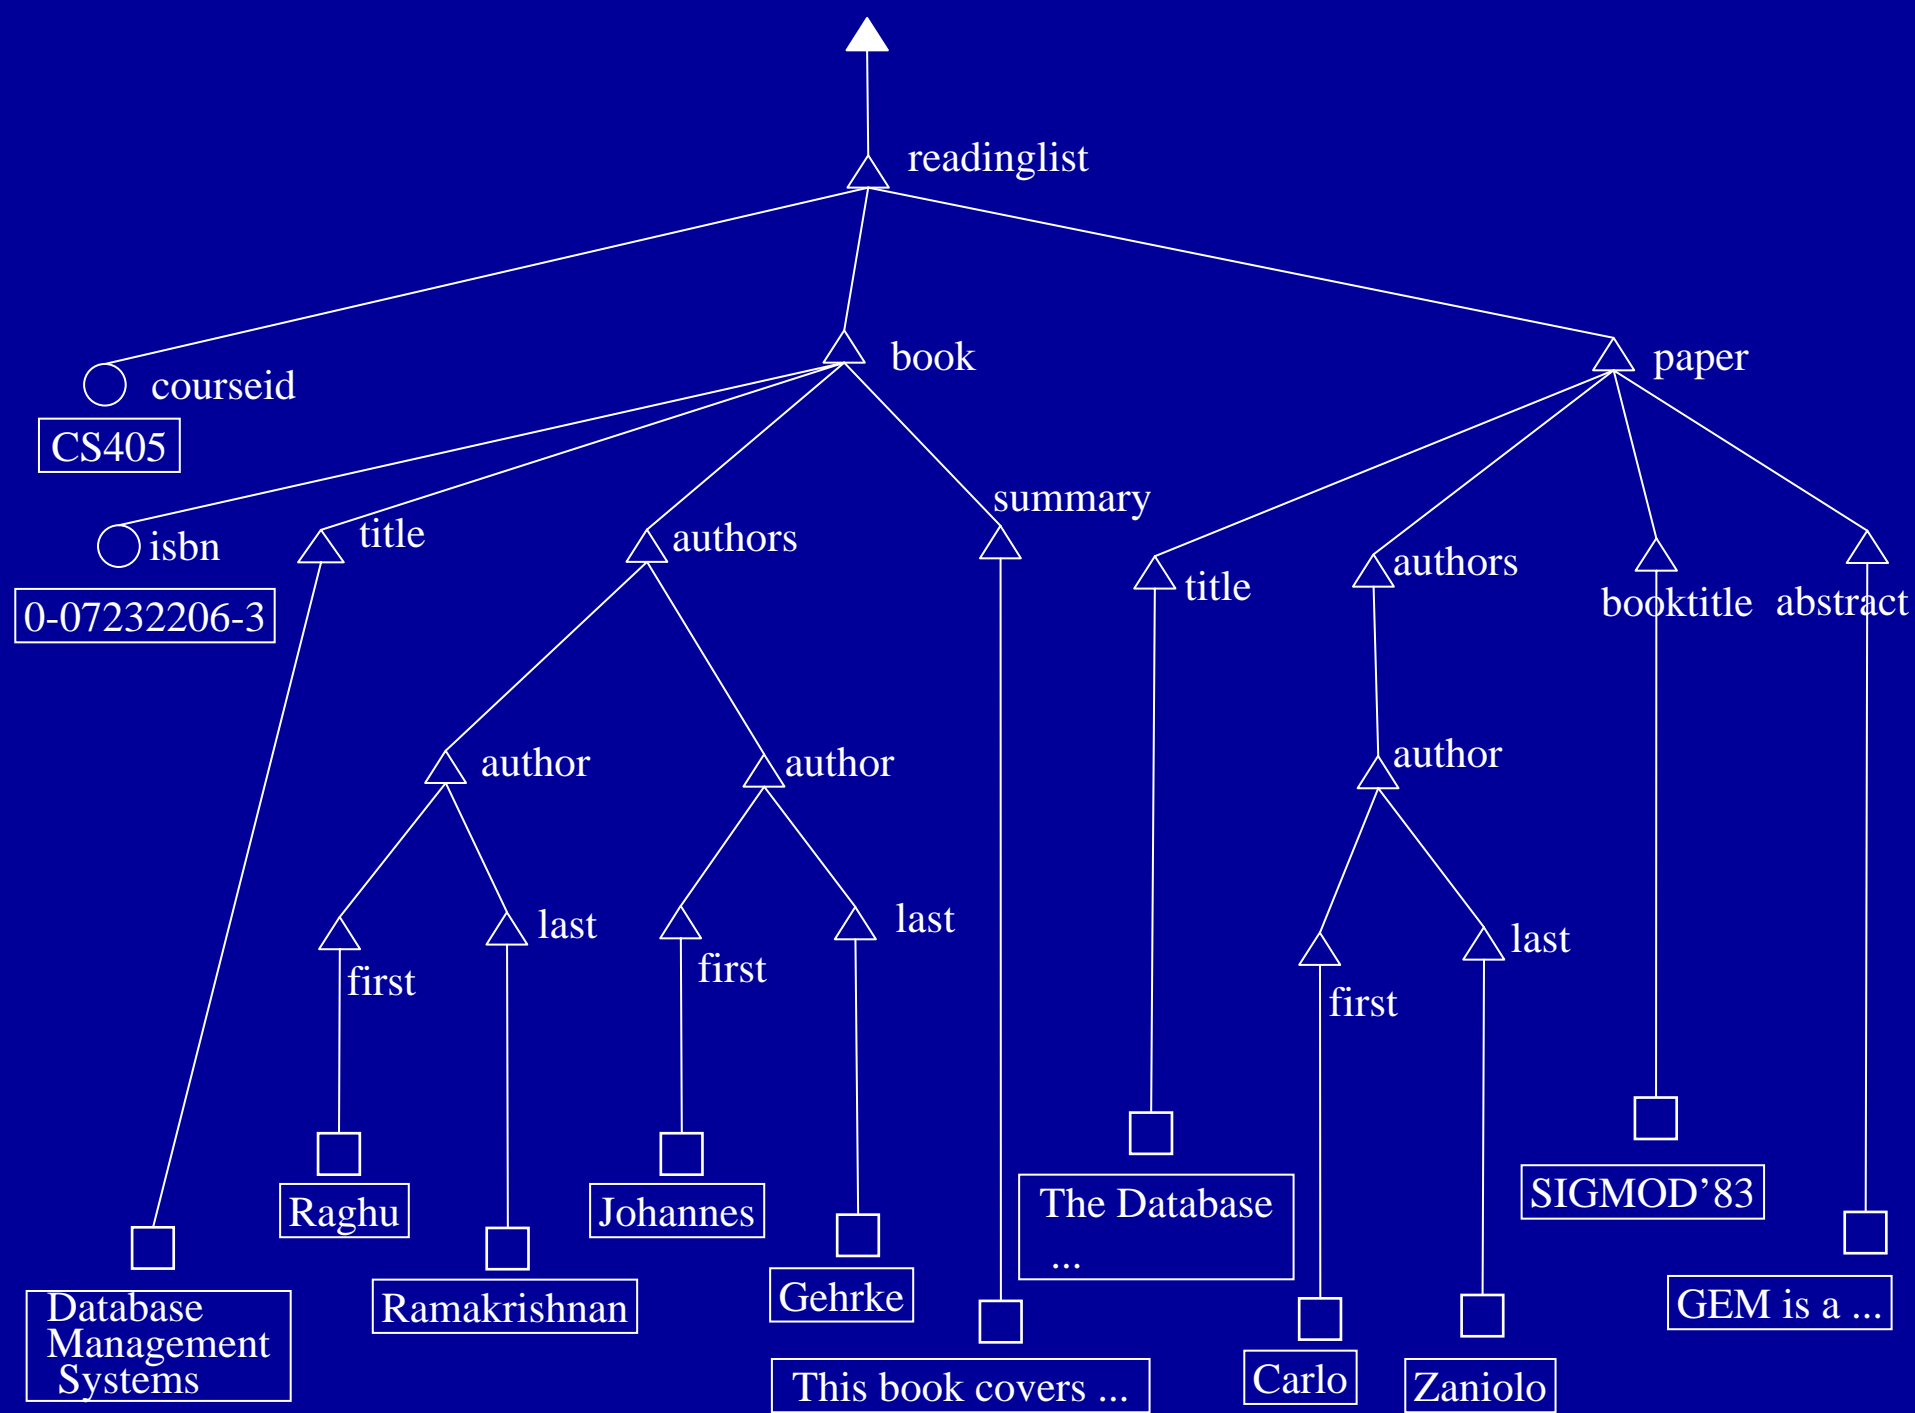 readinglist
courseid
book
paper
CS405
isbn
title
authors
summary
title
authors
booktitle
abstract
0-07232206-3
author
author
author
first
last
first
last
first
last
Raghu
Ramakrishnan
Johannes
Gehrke
The Database
...
Carlo
Zaniolo
SIGMOD’83
GEM is a ...
Database
Management
Systems
This book covers ...